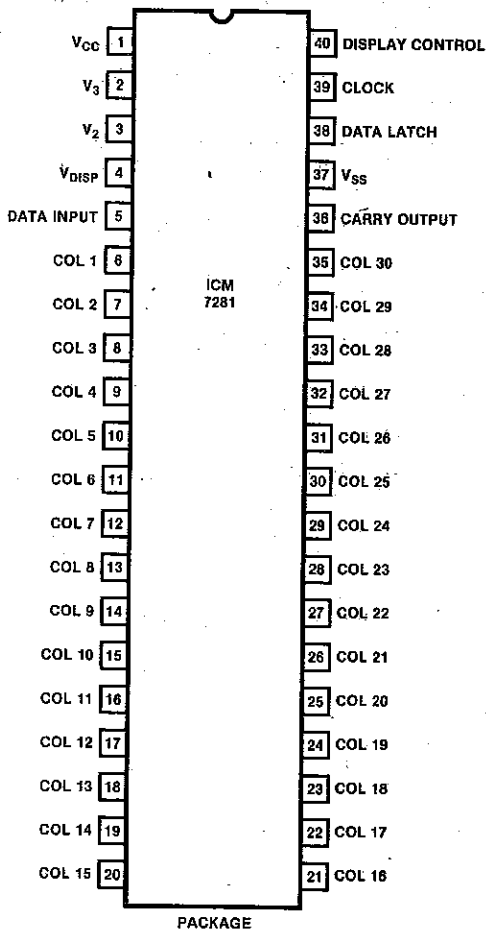 VCC 1
V3 2
V2 3
VDISP 4
DATA INPUT 5
COL 1 6
COL 2 7
COL 3 8
COL 4 9
COL 5 10
COL 6 11
COL 7 12
COL 8 13
COL 9 14
COL 10 15
COL 11 16
COL 12 17
COL 13 18
COL 14 19
COL 15 20
ICM
7281
40 DISPLAY CONTROL
39 CLOCK
38 DATA LATCH
37 VSS
36 CARRY OUTPUT
35 COL 30
34 COL 29
33 COL 28
32 COL 27
31 COL 26
30 COL 25
29 COL 24
28 COL 23
27 COL 22
26 COL 21
25 COL 20
24 COL 19
23 COL 18
22 COL 17
21 COL 16
PACKAGE